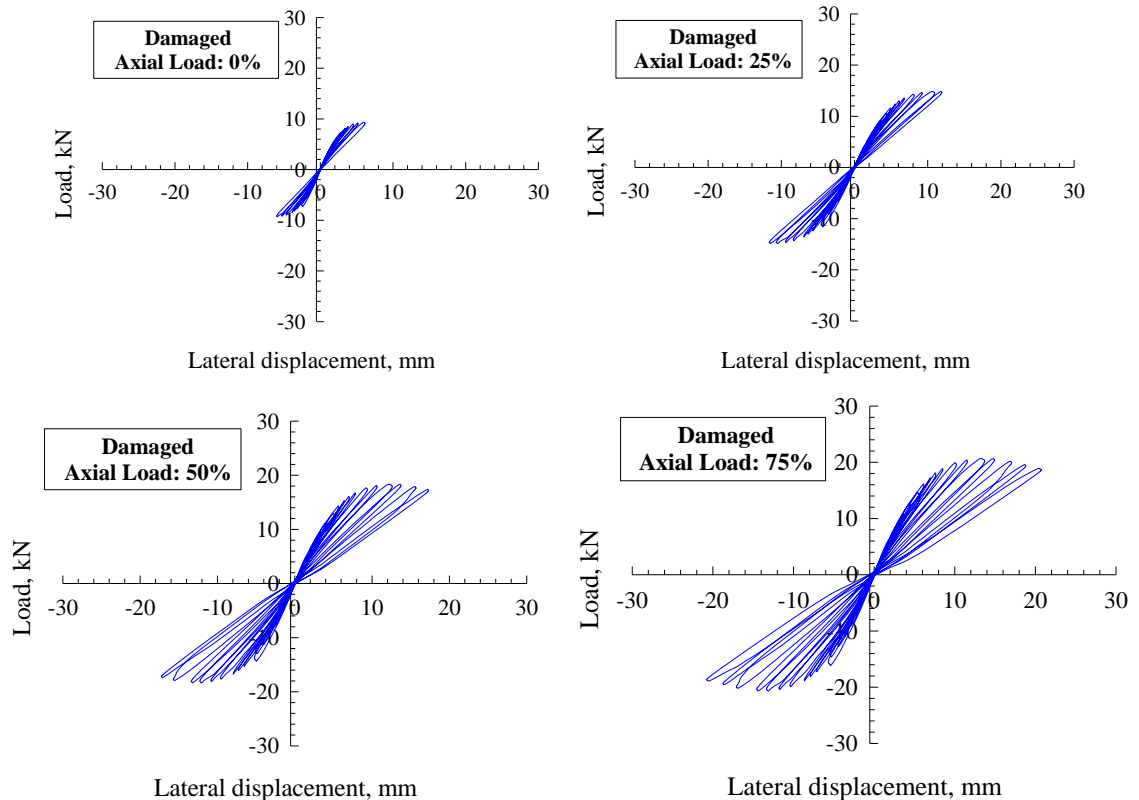 Damaged
Axial Load: 0%
30
20
10
0
-10
-20
-30
-30 -20 -10 0 10 20 30
Load, kN
Lateral displacement, mm
Damaged
Axial Load: 25%
30
20
10
0
-10
-20
-30
-30 -20 -10 0 10 20 30
Load, kN
Lateral displacement, mm
Damaged
Axial Load: 50%
30
20
10
0
-10
-20
-30
-30 -20 -10 0 10 20 30
Load, kN
Lateral displacement, mm
Damaged
Axial Load: 75%
30
20
10
0
-10
-20
-30
-30 -20 -10 0 10 20 30
Load, kN
Lateral displacement, mm